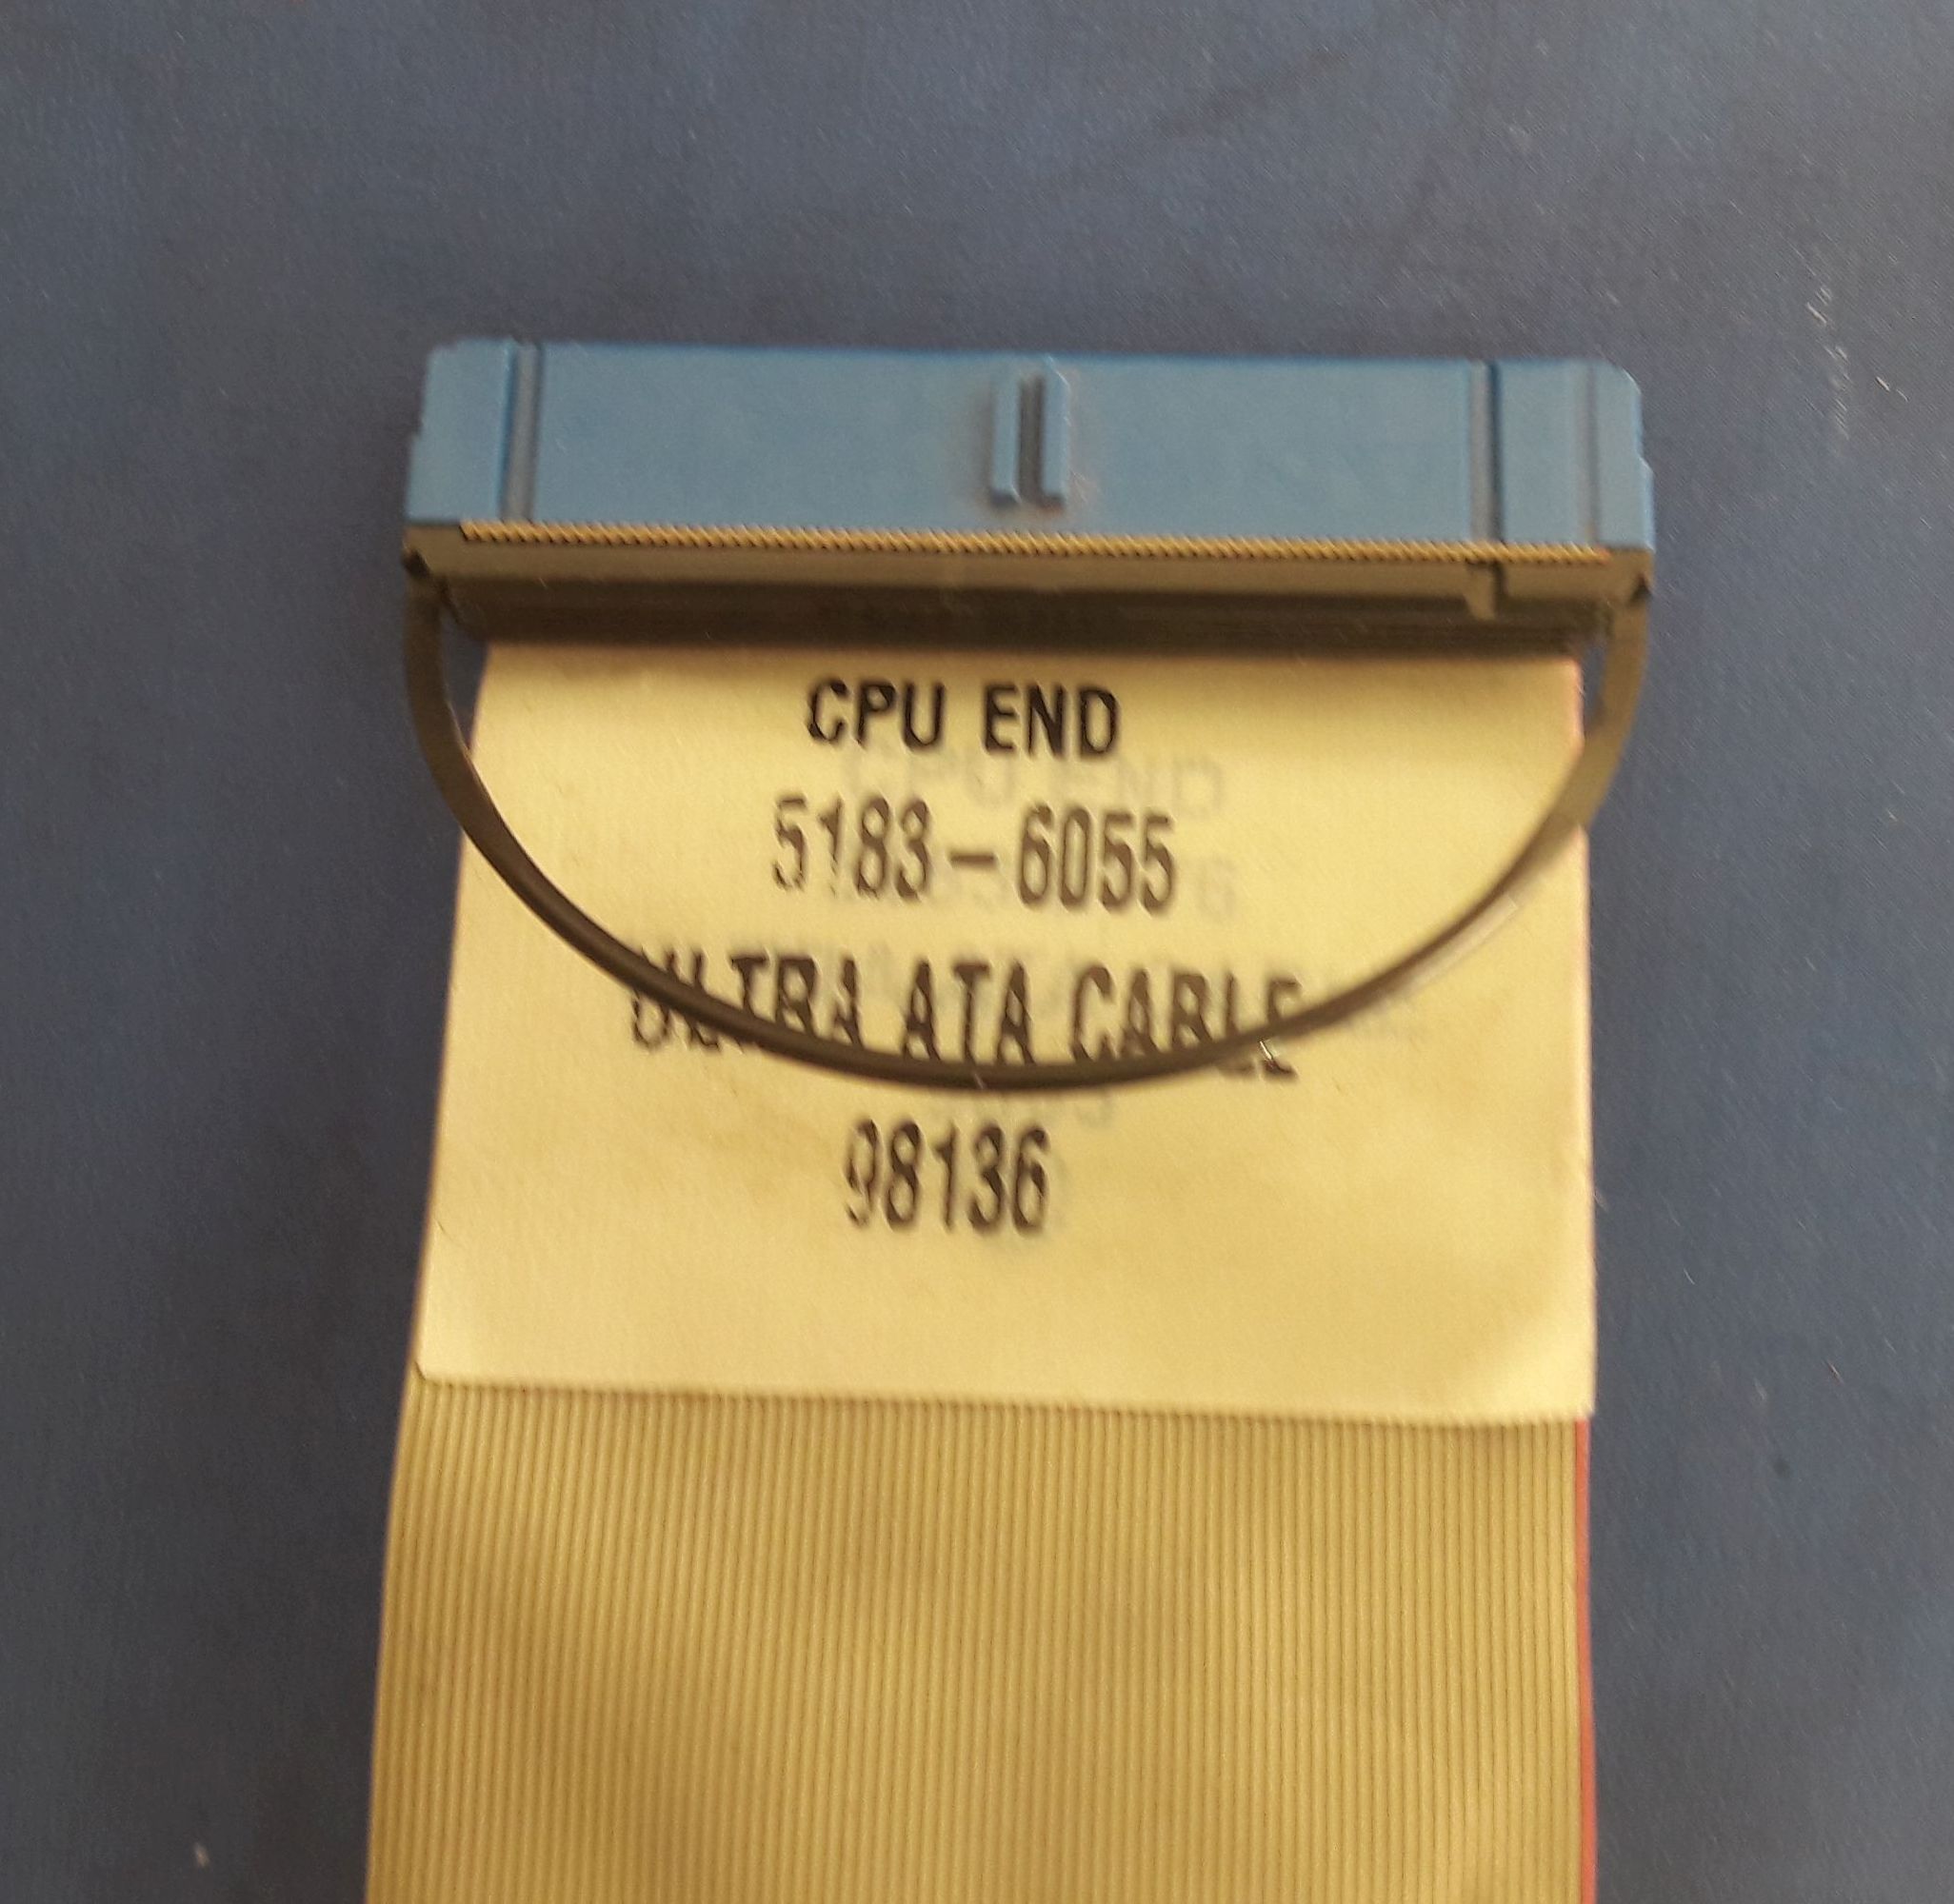 CPU END
5183-6055
ULTRA ATA CABLE
98136